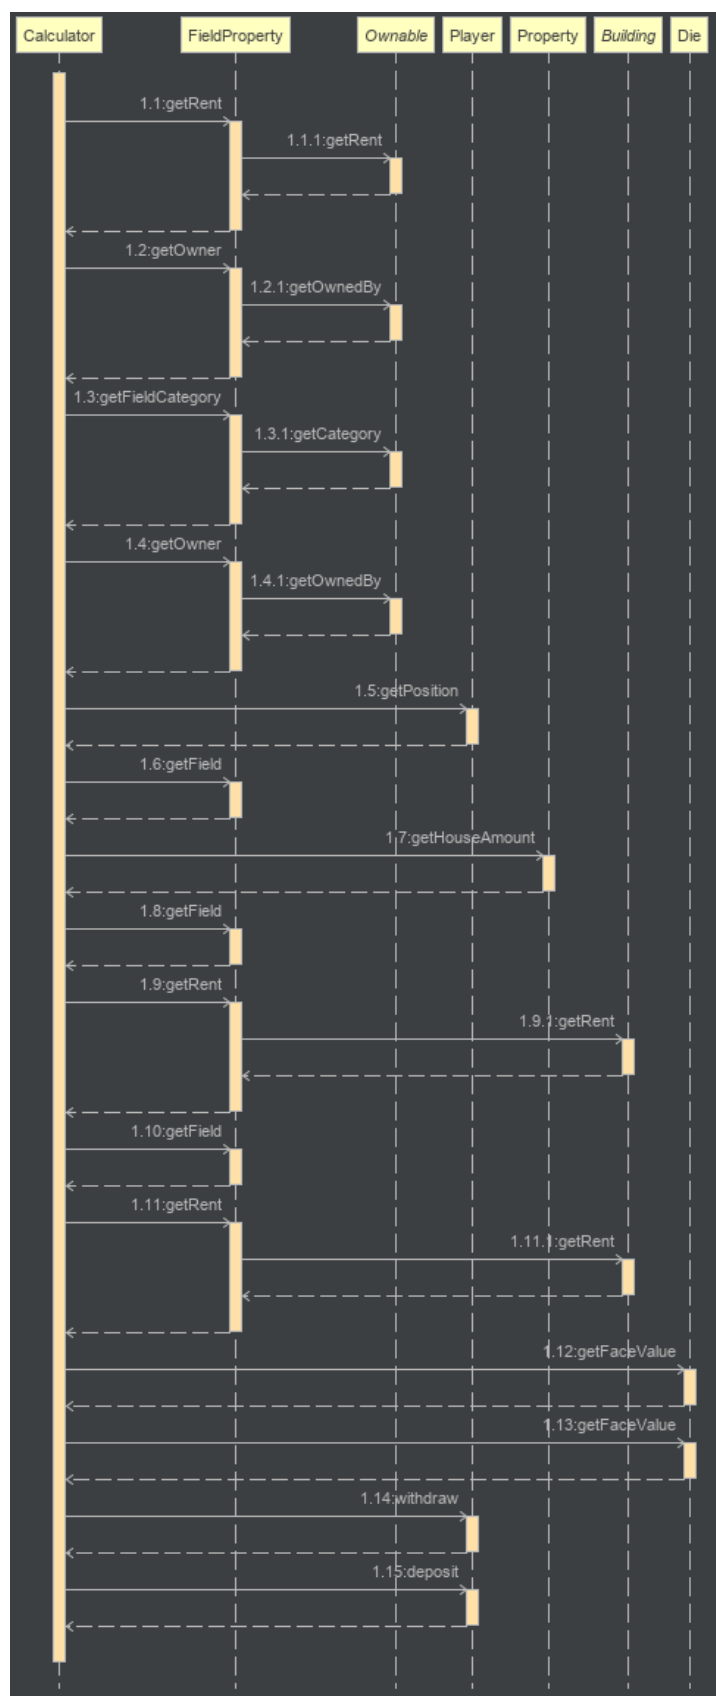 Calculator FieldProperty Ownable Player Property Building Die
1.1:getRent
1.1.1:getRent
1.2:getOwner
1.2.1:getOwnedBy
1.3:getFieldCategory
1.3.1:getCategory
1.4:getOwner
1.4.1:getOwnedBy
1.5:getPosition
1.6:getField
1.7:getHouseAmount
1.8:getField
1.9:getRent
1.9.1:getRent
1.10:getField
1.11:getRent
1.11.1:getRent
1.12:getFaceValue
1.13:getFaceValue
1.14:withdraw
1.15:deposit